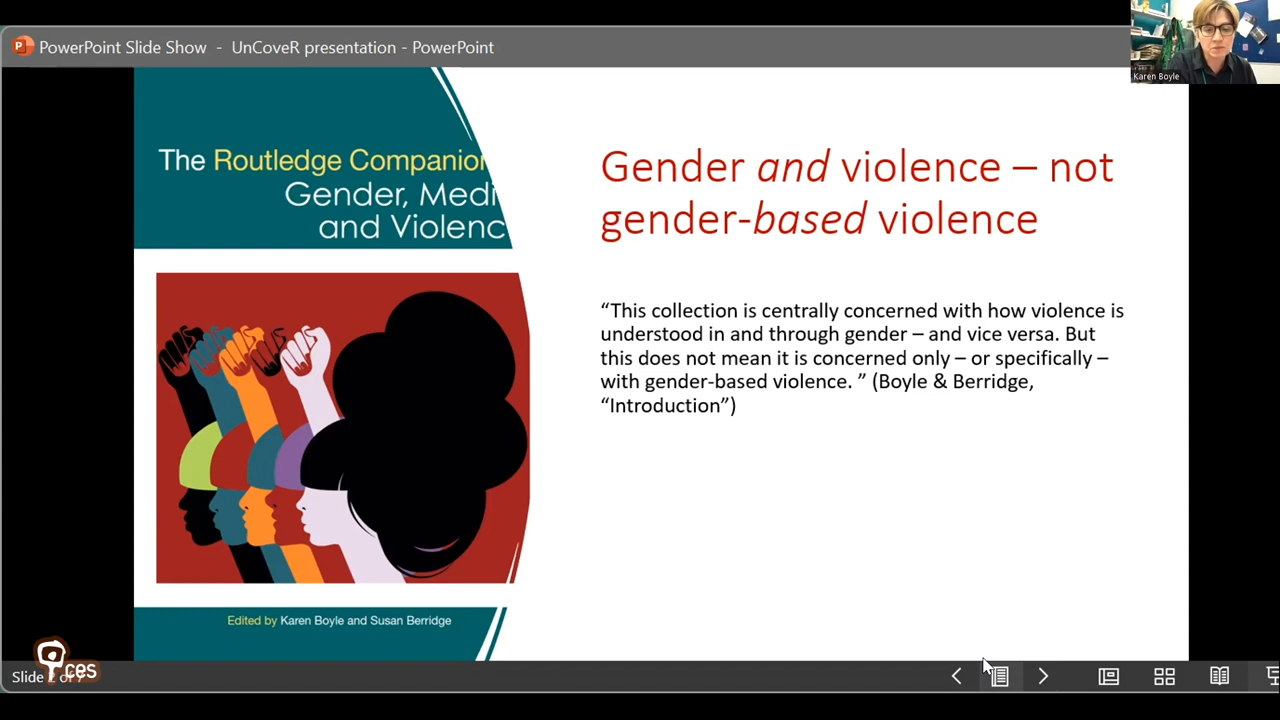 PowerPoint Slide Show - UnCoveR presentation - PowerPoint
Karen Boyle
The Routledge Companion
Gender, Medi
and Violenc
Edited by Karen Boyle and Susan Berridge
Gender and violence – not
gender-based violence
“This collection is centrally concerned with how violence is
understood in and through gender – and vice versa. But
this does not mean it is concerned only – or specifically –
with gender-based violence. ” (Boyle & Berridge,
“Introduction”)
ces
Slide 2 of 7